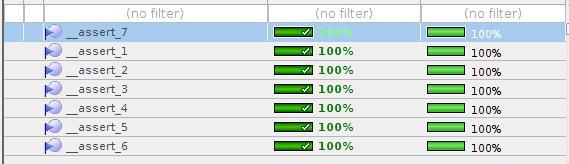 (no filter) (no filter) (no filter)
__assert_7 100% 100%
__assert_1 100% 100%
__assert_2 100% 100%
__assert_3 100% 100%
__assert_4 100% 100%
__assert_5 100% 100%
__assert_6 100% 100%